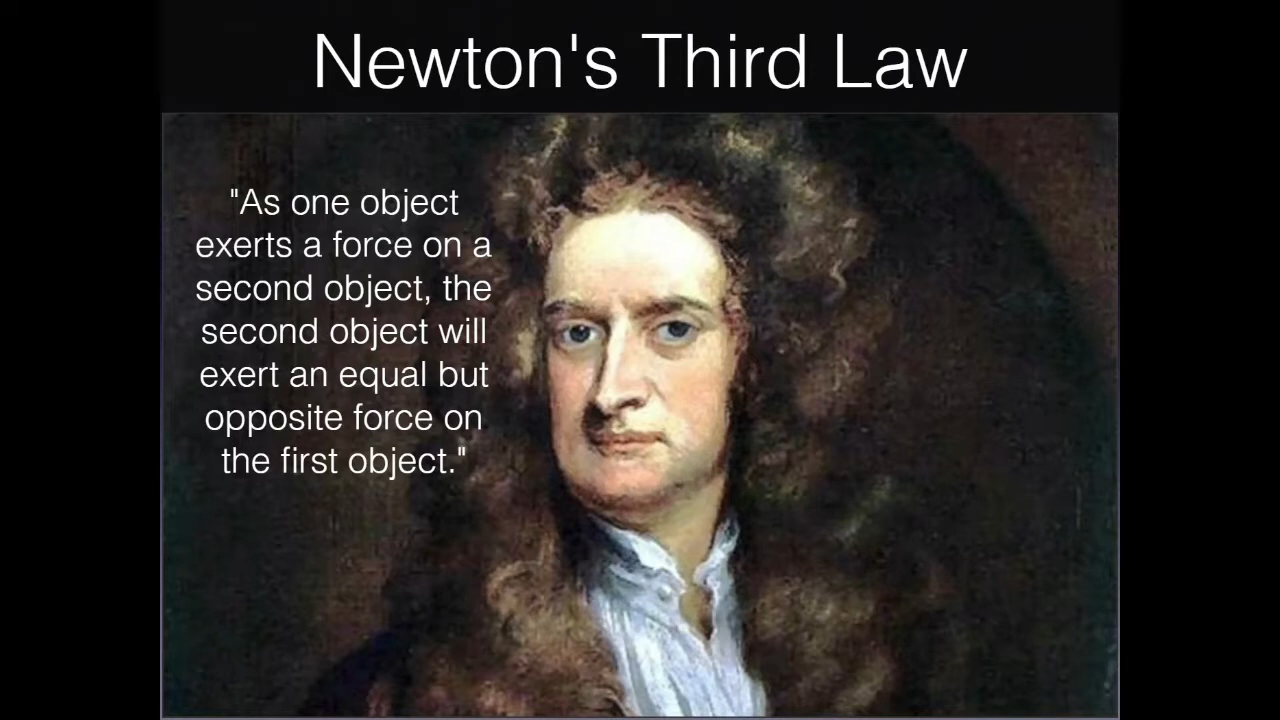 Newton's Third Law
"As one object
exerts a force on a
second object, the
second object will
exert an equal but
opposite force on
the first object."